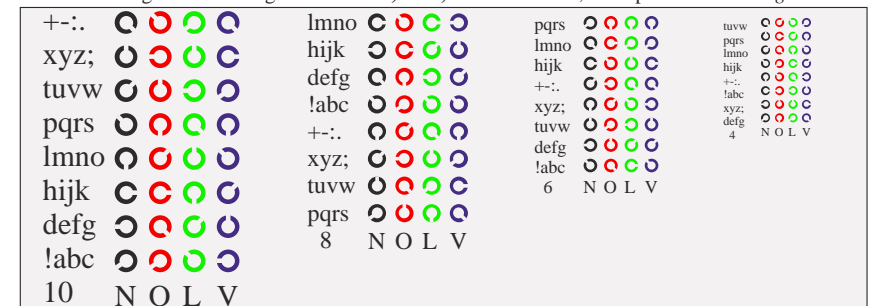 +-:.
xyz;
tuvw
pqrs
lmno
hijk
defg
!abc
10 N O L V
lmno
hijk
defg
!abc
+-:.
xyz;
tuvw
pqrs
8 N O L V
pqrs
lmno
hijk
+-:.
xyz;
tuvw
defg
!abc
6 N O L V
tuvw
pqrs
lmno
hijk
+-:.
!abc
xyz;
defg
4 N O L V